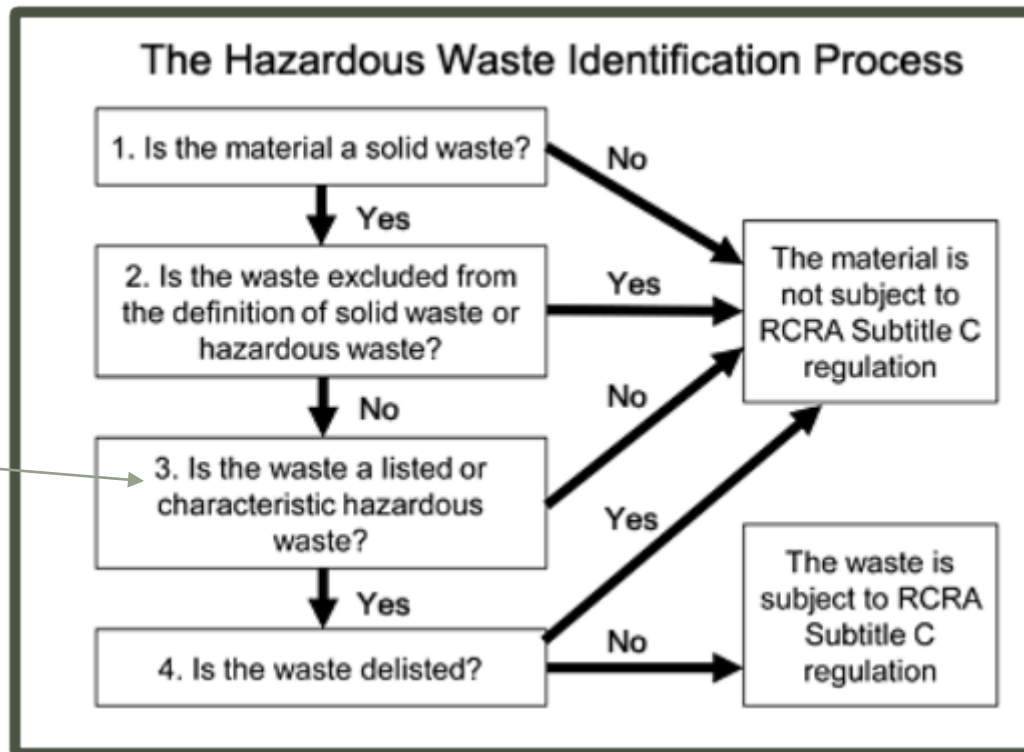 The Hazardous Waste Identification Process
1. Is the material a solid waste?
No
Yes
2. Is the waste excluded from
the definition of solid waste or
hazardous waste?
Yes
The material is
not subject to
RCRA Subtitle C
regulation
No
No
3. Is the waste a listed or
characteristic hazardous
waste?
Yes
Yes
4. Is the waste delisted?
No
The waste is
subject to RCRA
Subtitle C
regulation